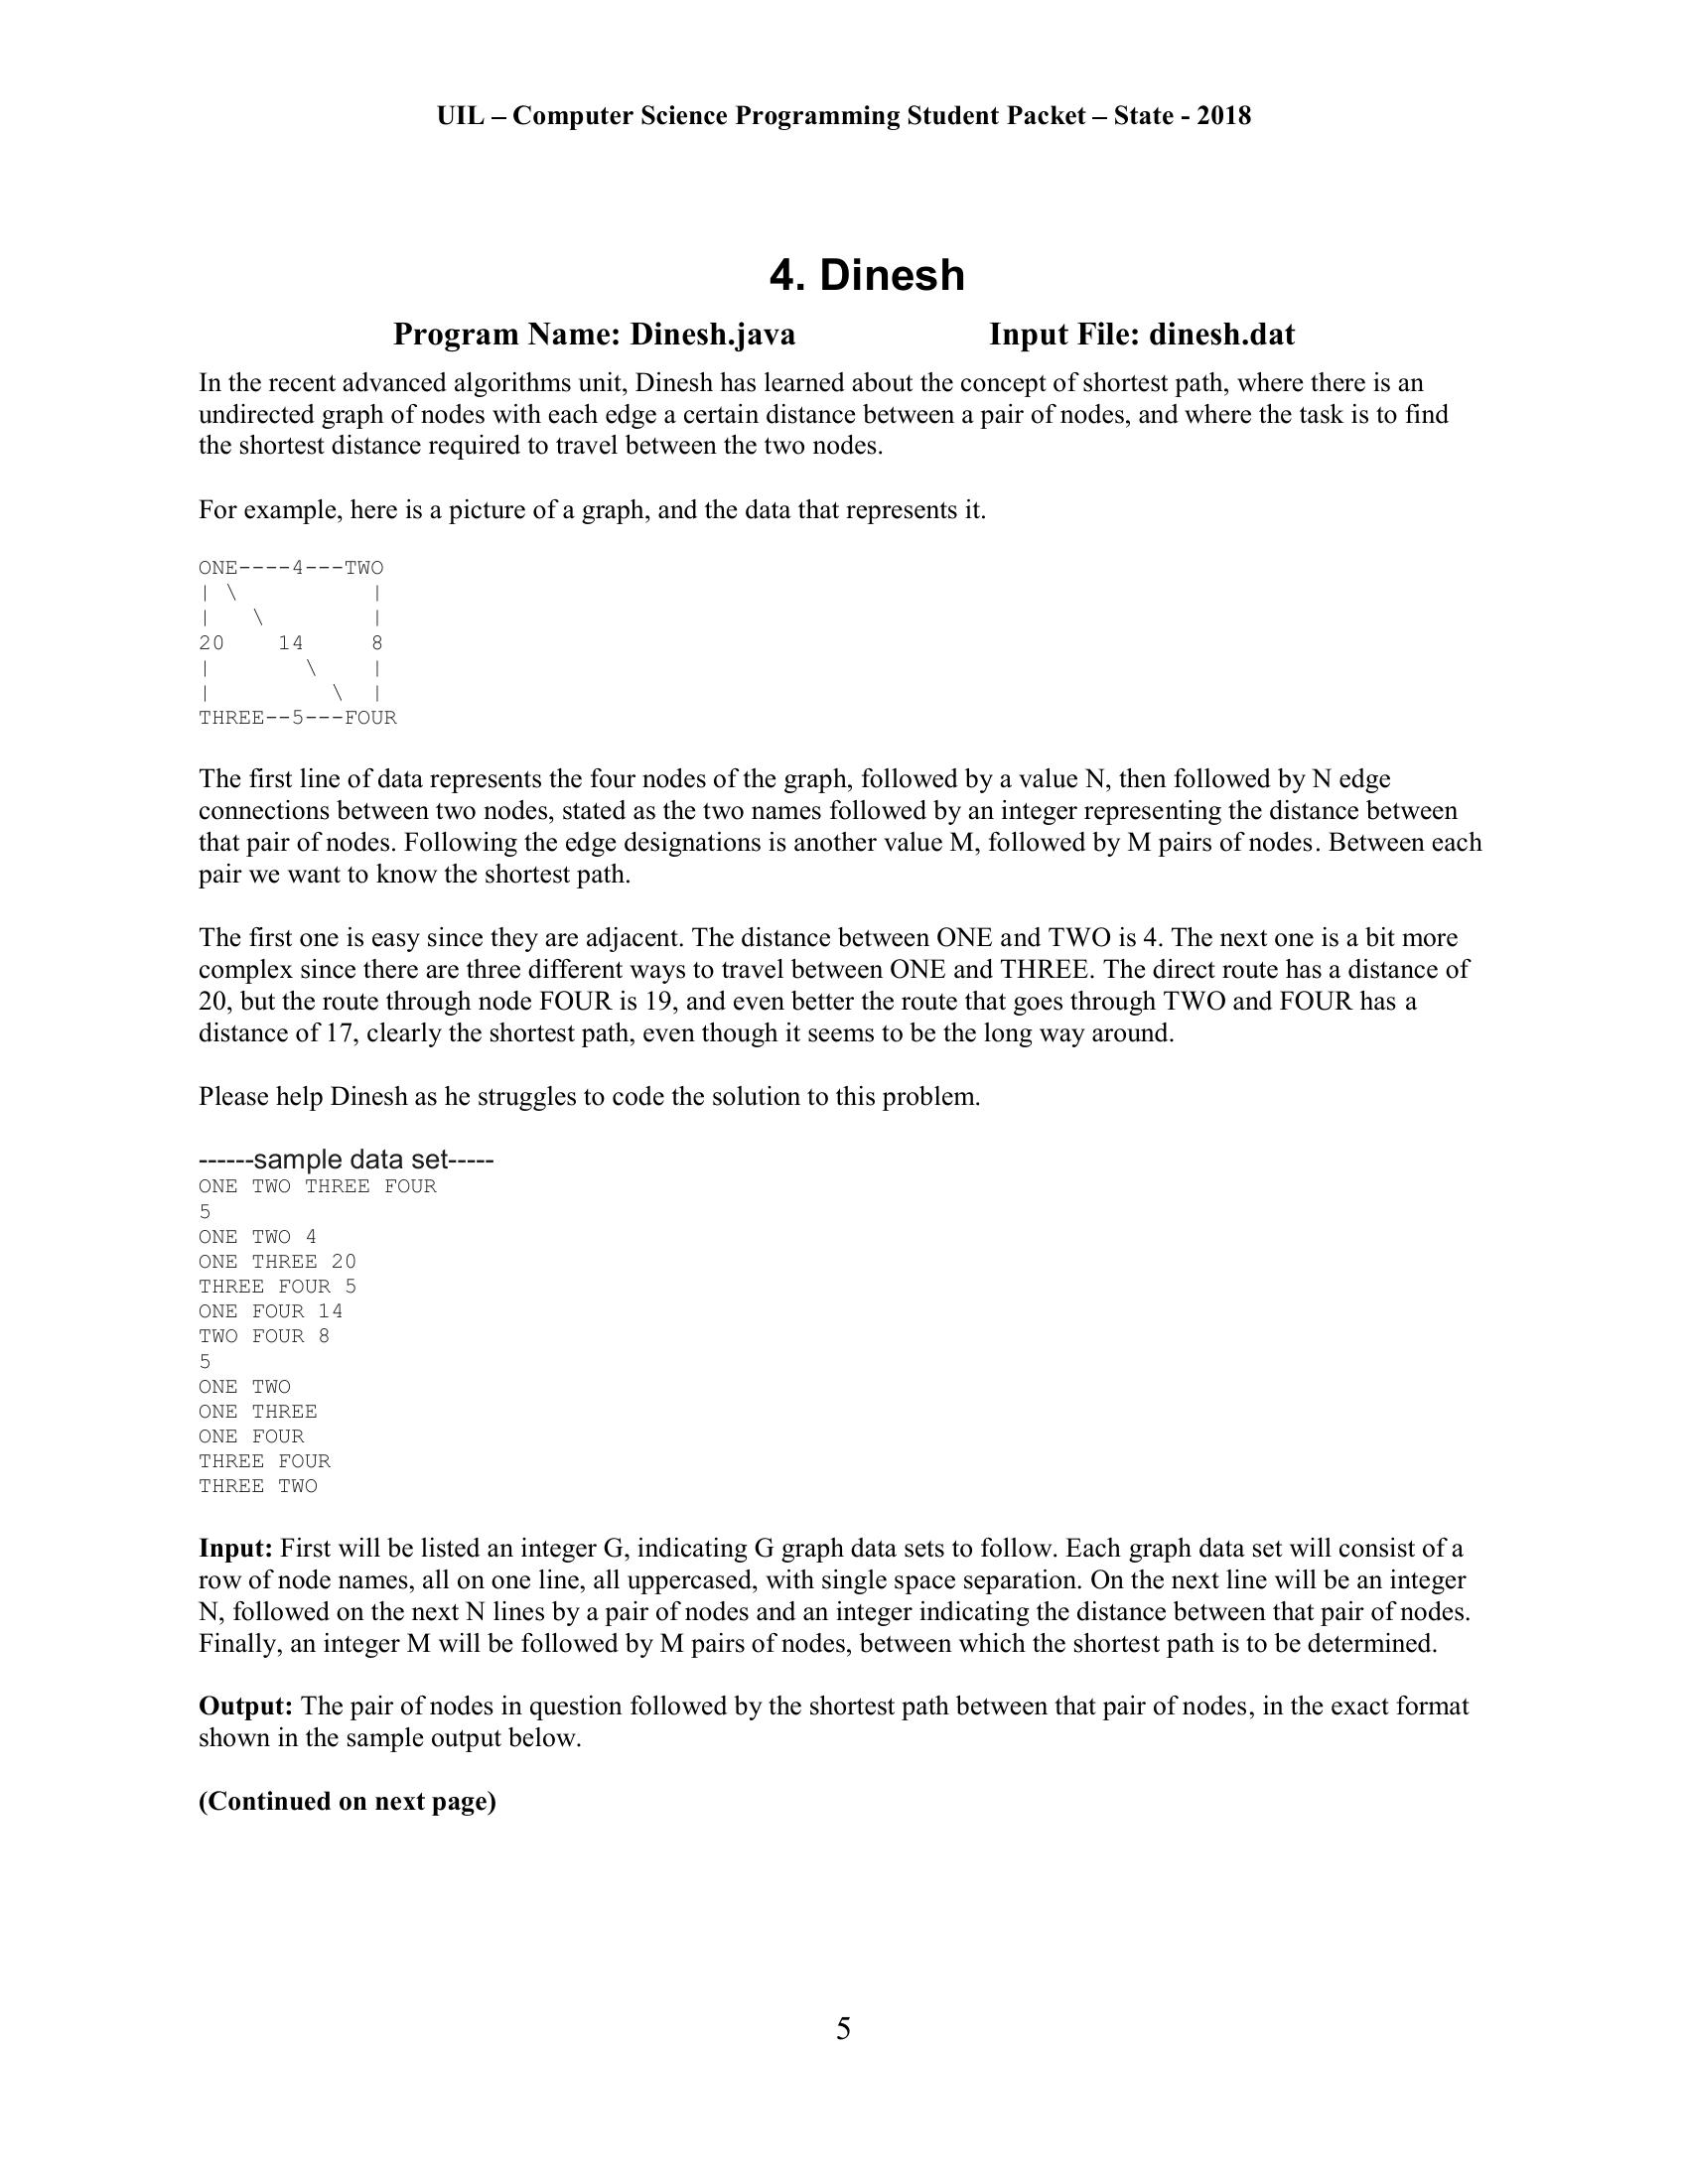 UIL – Computer Science Programming Student Packet – State - 2018
4. Dinesh
Program Name: Dinesh.java Input File: dinesh.dat
In the recent advanced algorithms unit, Dinesh has learned about the concept of shortest path, where there is an
undirected graph of nodes with each edge a certain distance between a pair of nodes, and where the task is to find
the shortest distance required to travel between the two nodes.
For example, here is a picture of a graph, and the data that represents it.
ONE----4---TWO
| \          |
|   \        |
20    14     8
|       \    |
|         \  |
THREE--5---FOUR
The first line of data represents the four nodes of the graph, followed by a value N, then followed by N edge
connections between two nodes, stated as the two names followed by an integer representing the distance between
that pair of nodes. Following the edge designations is another value M, followed by M pairs of nodes. Between each
pair we want to know the shortest path.
The first one is easy since they are adjacent. The distance between ONE and TWO is 4. The next one is a bit more
complex since there are three different ways to travel between ONE and THREE. The direct route has a distance of
20, but the route through node FOUR is 19, and even better the route that goes through TWO and FOUR has a
distance of 17, clearly the shortest path, even though it seems to be the long way around.
Please help Dinesh as he struggles to code the solution to this problem.
------sample data set-----
ONE TWO THREE FOUR
5
ONE TWO 4
ONE THREE 20
THREE FOUR 5
ONE FOUR 14
TWO FOUR 8
5
ONE TWO
ONE THREE
ONE FOUR
THREE FOUR
THREE TWO
Input: First will be listed an integer G, indicating G graph data sets to follow. Each graph data set will consist of a
row of node names, all on one line, all uppercased, with single space separation. On the next line will be an integer
N, followed on the next N lines by a pair of nodes and an integer indicating the distance between that pair of nodes.
Finally, an integer M will be followed by M pairs of nodes, between which the shortest path is to be determined.
Output: The pair of nodes in question followed by the shortest path between that pair of nodes, in the exact format
shown in the sample output below.
(Continued on next page)
5